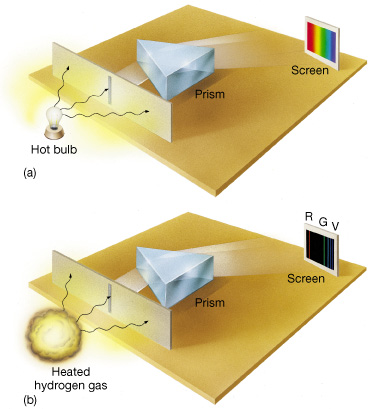 Screen
Prism
Hot bulb
(a)
R G V
Screen
Prism
Heated
hydrogen gas
(b)